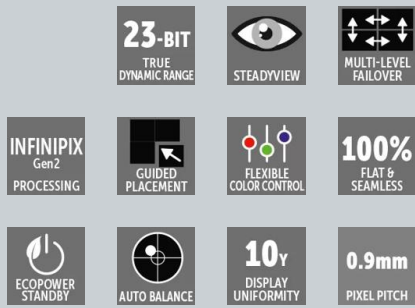 23-BIT
TRUE
DYNAMIC RANGE
STEADYVIEW
MULTI-LEVEL
FAILOVER
INFINIPIX
Gen2
PROCESSING
GUIDED
PLACEMENT
FLEXIBLE
COLOR CONTROL
100%
FLAT &
SEAMLESS
ECOPOWER
STANDBY
AUTO BALANCE
10Y
DISPLAY
UNIFORMITY
0.9mm
PIXEL PITCH